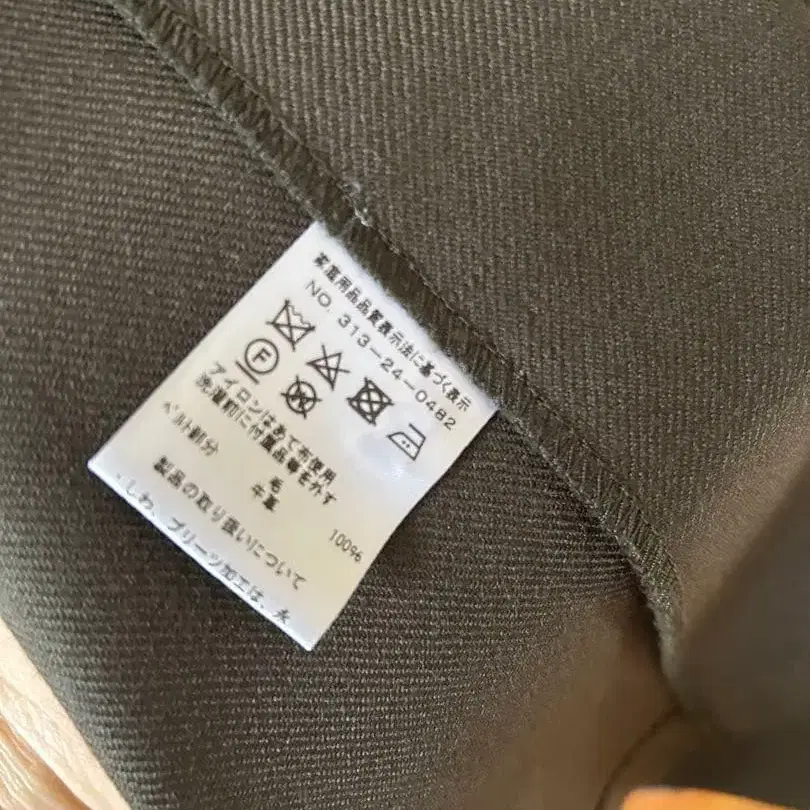 家庭用品品質表示法に基づく表示
NO. 313-24-0482
F
アイロンはあて布使用
洗濯前に付属品等を外す
毛 100%
ベルト部分 牛革
製品の取り扱いについて
・しわ、プリーツ加工は、永